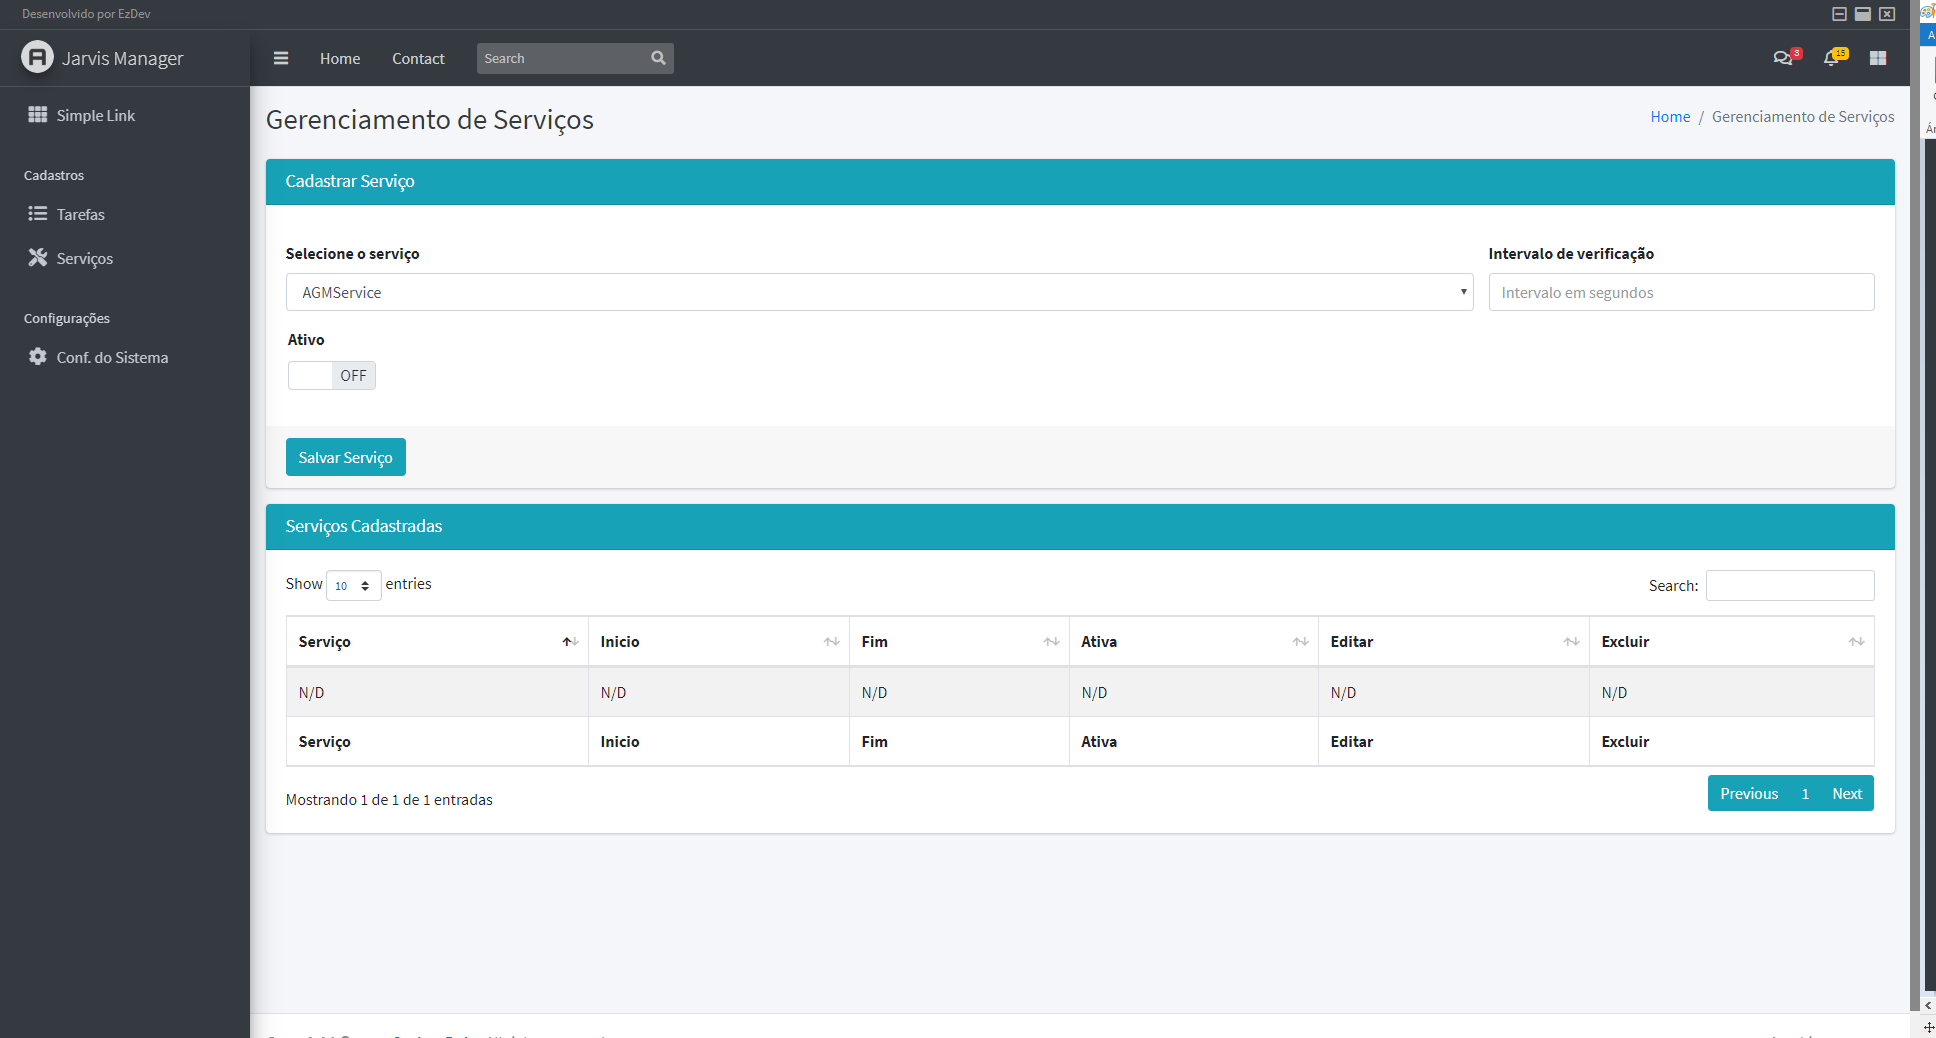 Desenvolvido por EzDev
Jarvis Manager
Home
Contact
Search
3
15
Simple Link
Cadastros
Tarefas
Serviços
Configurações
Conf. do Sistema
Gerenciamento de Serviços
Home / Gerenciamento de Serviços
Cadastrar Serviço
Selecione o serviço
Intervalo de verificação
AGMService
Intervalo em segundos
Ativo
OFF
Salvar Serviço
Serviços Cadastradas
Show 10 entries
Search:
Serviço Inicio Fim Ativa Editar Excluir
N/D N/D N/D N/D N/D N/D
Serviço Inicio Fim Ativa Editar Excluir
Mostrando 1 de 1 de 1 entradas
Previous 1 Next